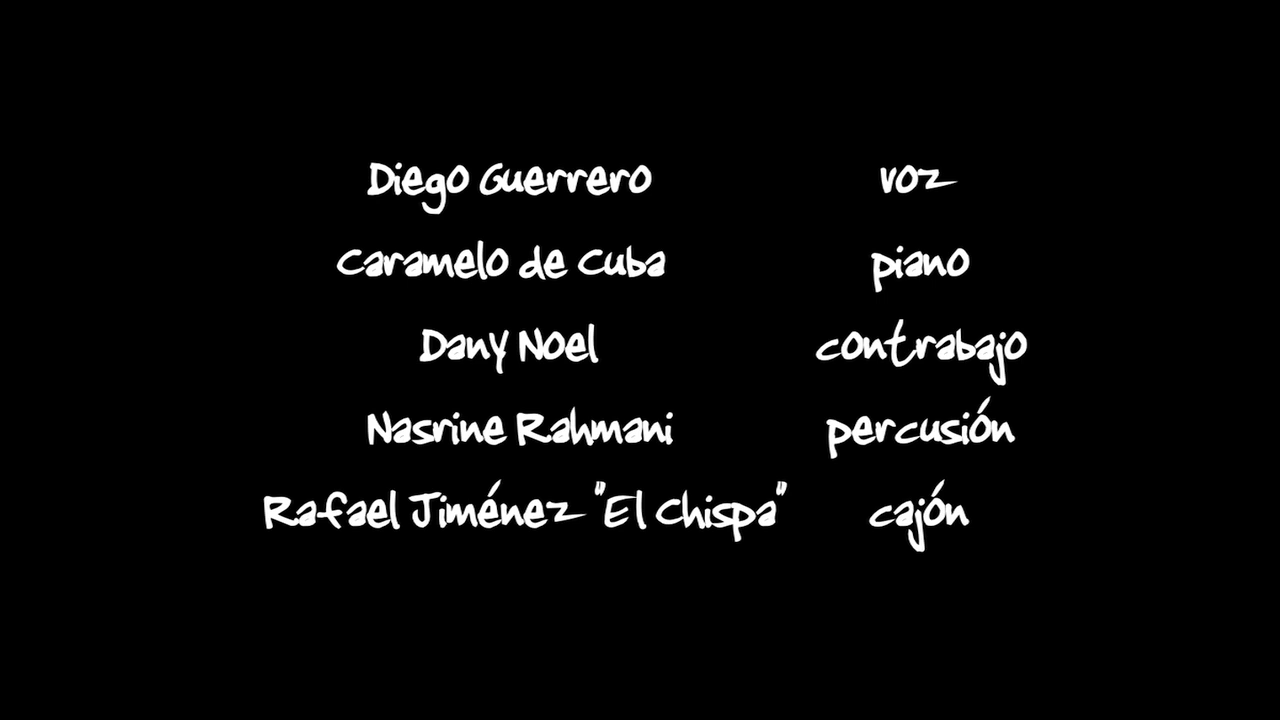 Diego Guerrero voz
Caramelo de Cuba piano
Dany Noel contrabajo
Nasrine Rahmani percusión
Rafael Jiménez "El Chispa" cajón